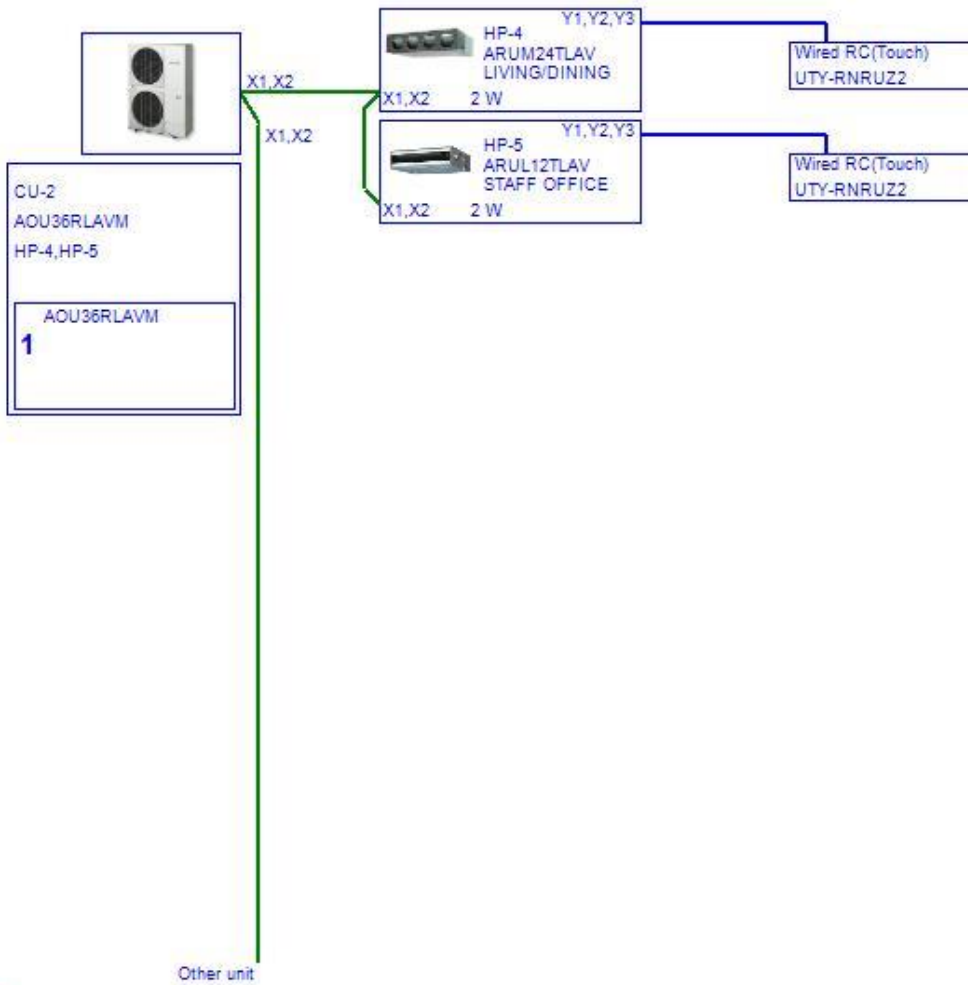 Y1,Y2,Y3
HP-4
ARUM24TLAV
LIVING/DINING
X1,X2 2 W
Wired RC(Touch)
UTY-RNRUZ2
X1,X2
X1,X2
Y1,Y2,Y3
HP-5
ARUL12TLAV
STAFF OFFICE
X1,X2 2 W
Wired RC(Touch)
UTY-RNRUZ2
CU-2
AOU36RLAVM
HP-4,HP-5
AOU36RLAVM
1
Other unit